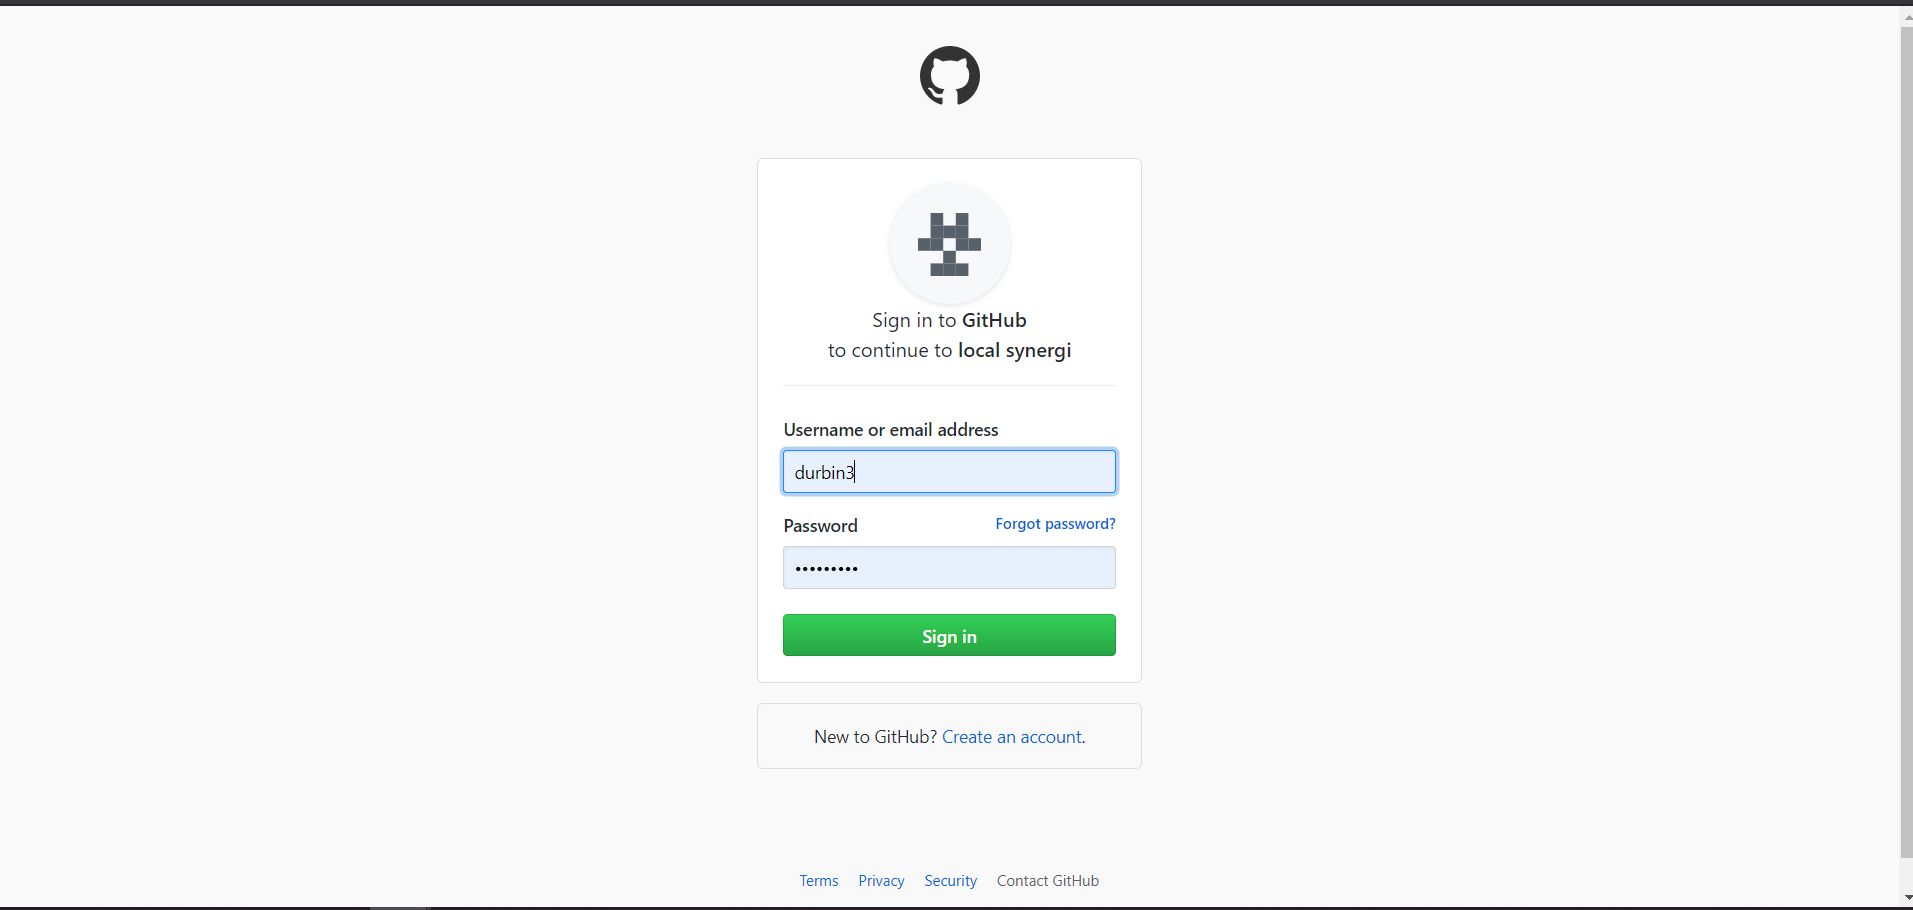 Sign in to GitHub
to continue to local synergi
Username or email address
durbin3
Password Forgot password?
•••••••••
Sign in
New to GitHub? Create an account.
Terms Privacy Security Contact GitHub